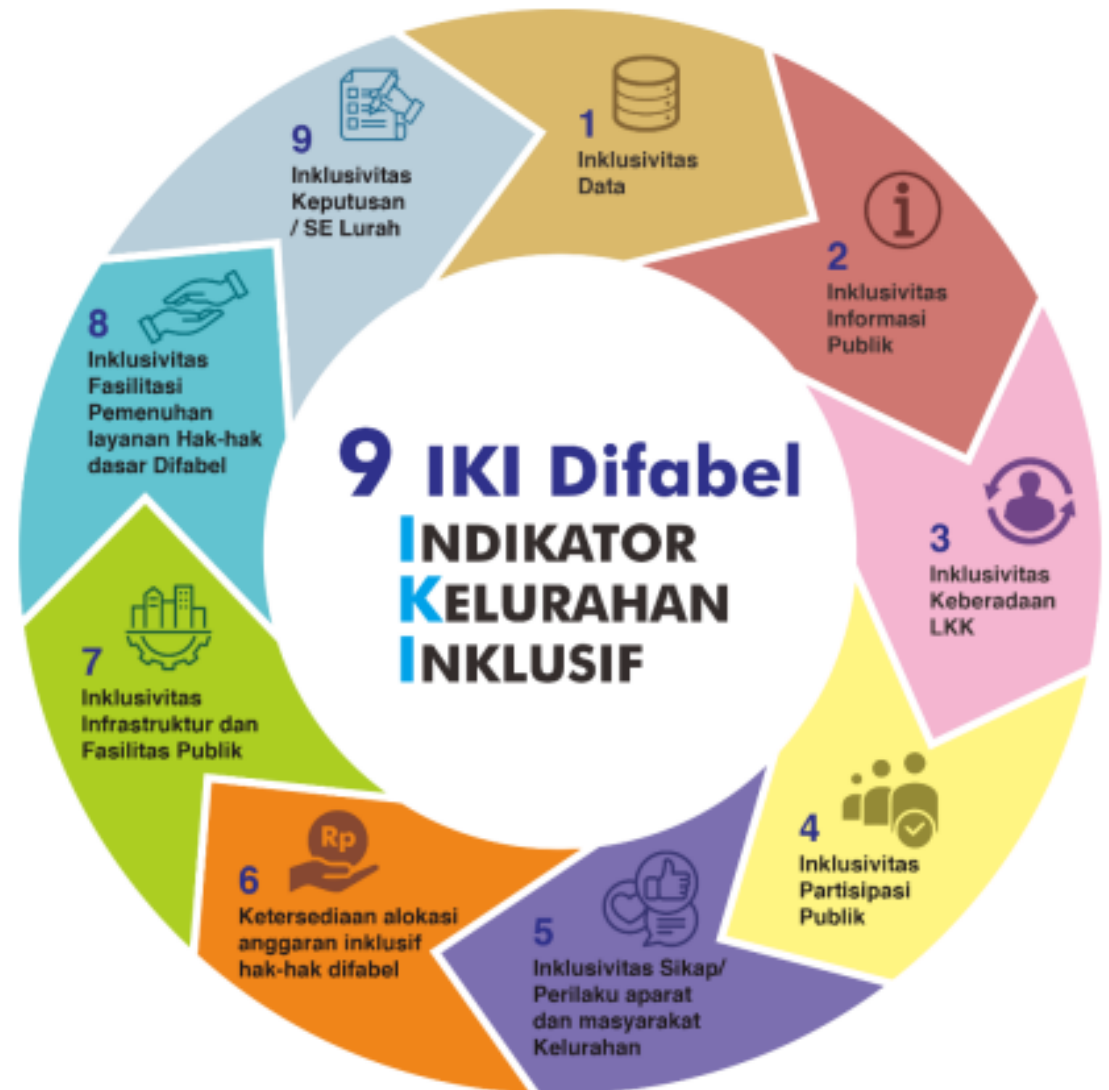 9 IKI Difabel
INDIKATOR
KELURAHAN
INKLUSIF
1
Inklusivitas
Data
2
Inklusivitas
Informasi
Publik
3
Inklusivitas
Keberadaan
LKK
4
Inklusivitas
Partisipasi
Publik
5
Inklusivitas Sikap/
Perilaku aparat
dan masyarakat
Kelurahan
Rp
6
Ketersediaan alokasi
anggaran inklusif
hak-hak difabel
7
Inklusivitas
Infrastruktur dan
Fasilitas Publik
8
Inklusivitas
Fasilitasi
Pemenuhan
layanan Hak-hak
dasar Difabel
9
Inklusivitas
Keputusan
/ SE Lurah